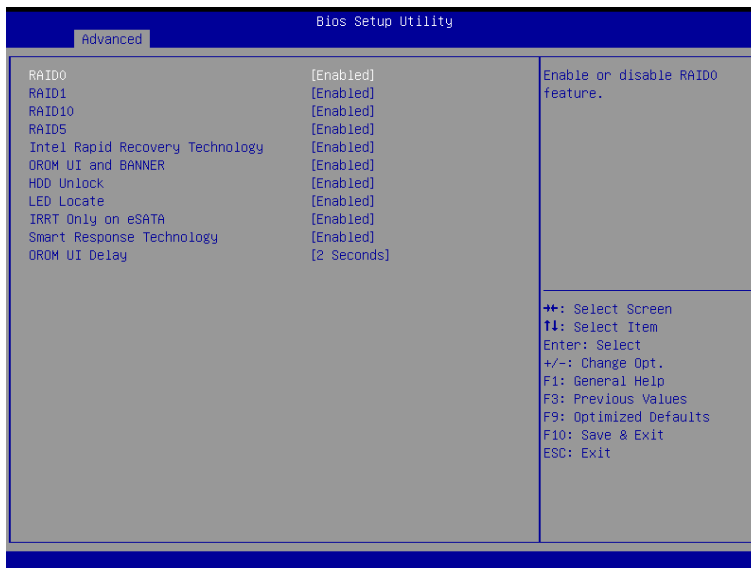 Bios Setup Utility
Advanced
RAID0 [Enabled]
RAID1 [Enabled]
RAID10 [Enabled]
RAID5 [Enabled]
Intel Rapid Recovery Technology [Enabled]
OROM UI and BANNER [Enabled]
HDD Unlock [Enabled]
LED Locate [Enabled]
IRRT Only on eSATA [Enabled]
Smart Response Technology [Enabled]
OROM UI Delay [2 Seconds]
Enable or disable RAID0
feature.
→←: Select Screen
↑↓: Select Item
Enter: Select
+/-: Change Opt.
F1: General Help
F3: Previous Values
F9: Optimized Defaults
F10: Save & Exit
ESC: Exit